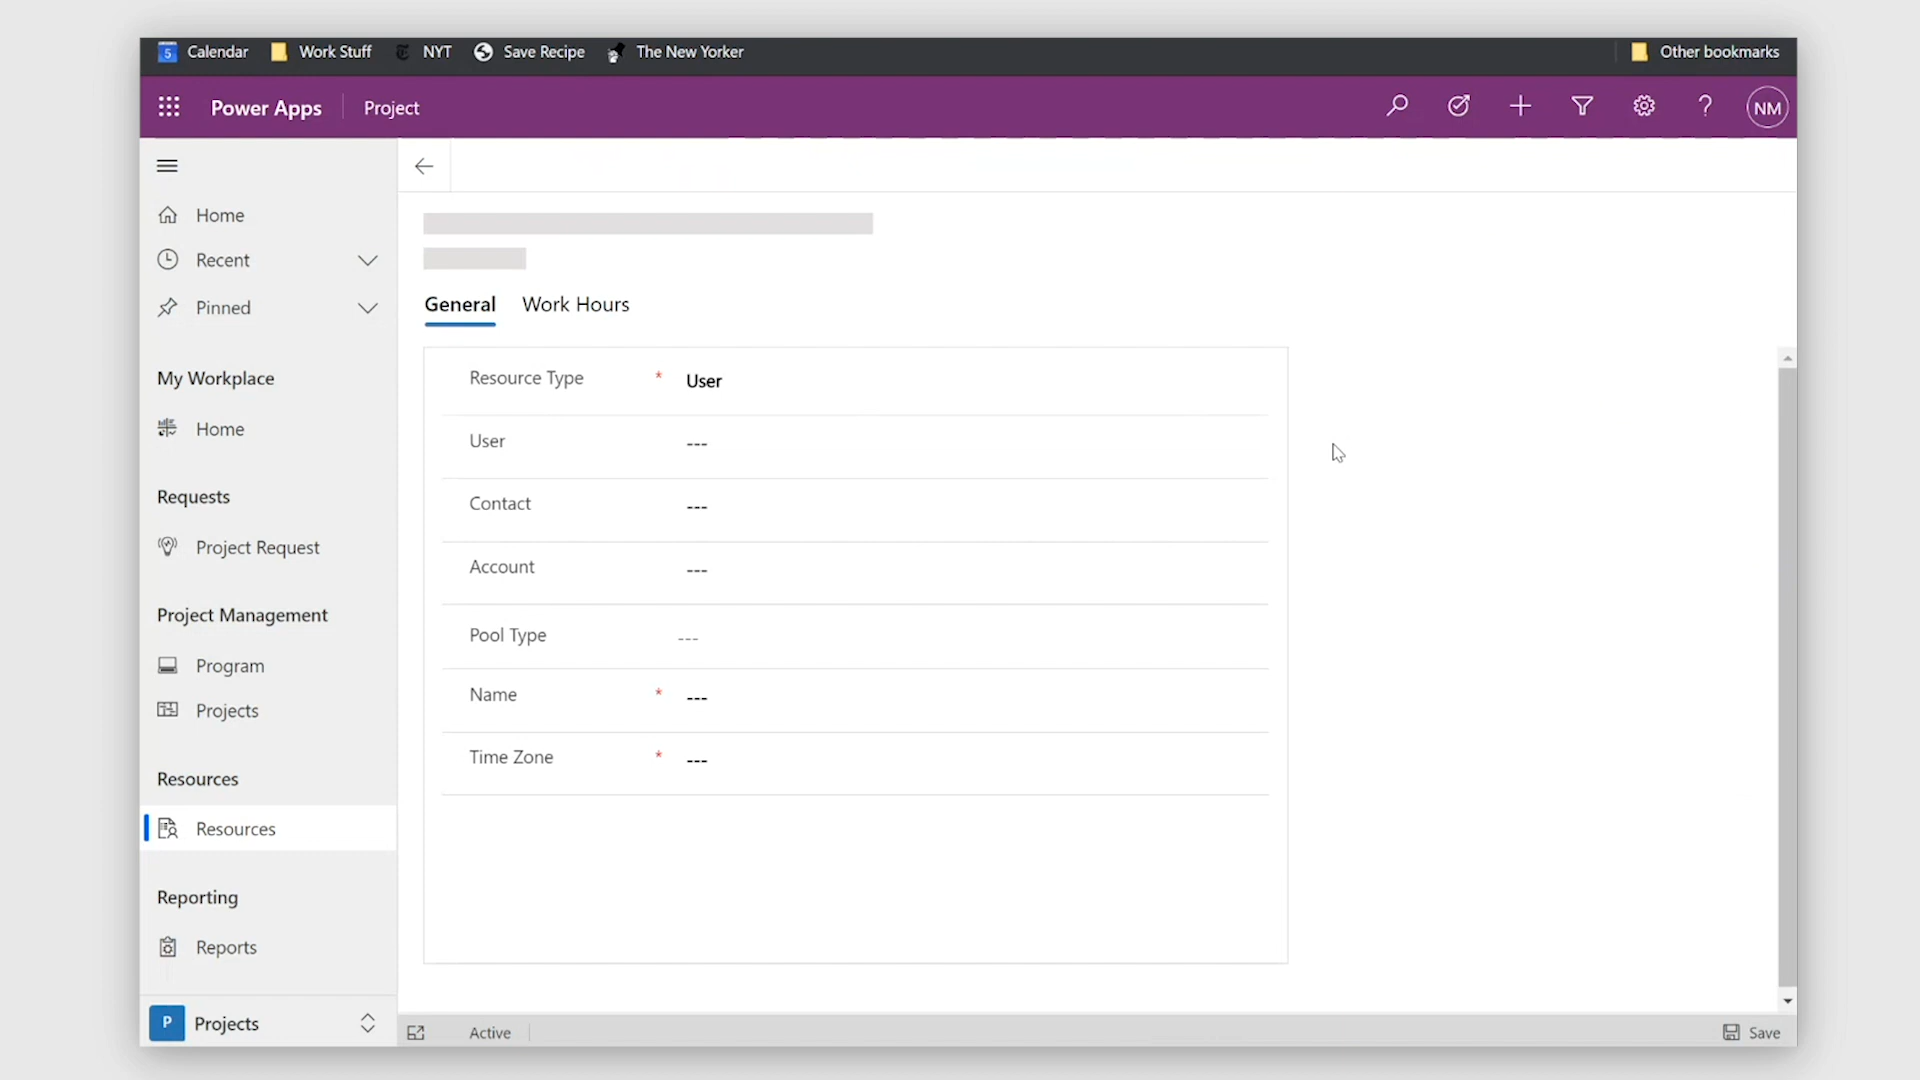 5 Calendar Work Stuff NYT Save Recipe The New Yorker Other bookmarks
Power Apps Project NM
Home
Recent
Pinned
My Workplace
Home
Requests
Project Request
Project Management
Program
Projects
Resources
Resources
Reporting
Reports
P Projects
General Work Hours
Resource Type * User
User ---
Contact ---
Account ---
Pool Type ---
Name * ---
Time Zone * ---
Active Save